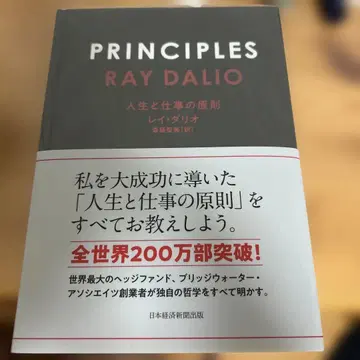 PRINCIPLES
RAY DALIO
人生と仕事の原則
レイ・ダリオ
斎藤聖美[訳]
私を大成功に導いた
「人生と仕事の原則」を
すべてお教えしよう。
全世界200万部突破!
世界最大のヘッジファンド、ブリッジウォーター・
アソシエイツ創業者が独自の哲学をすべて明かす。
日本経済新聞出版